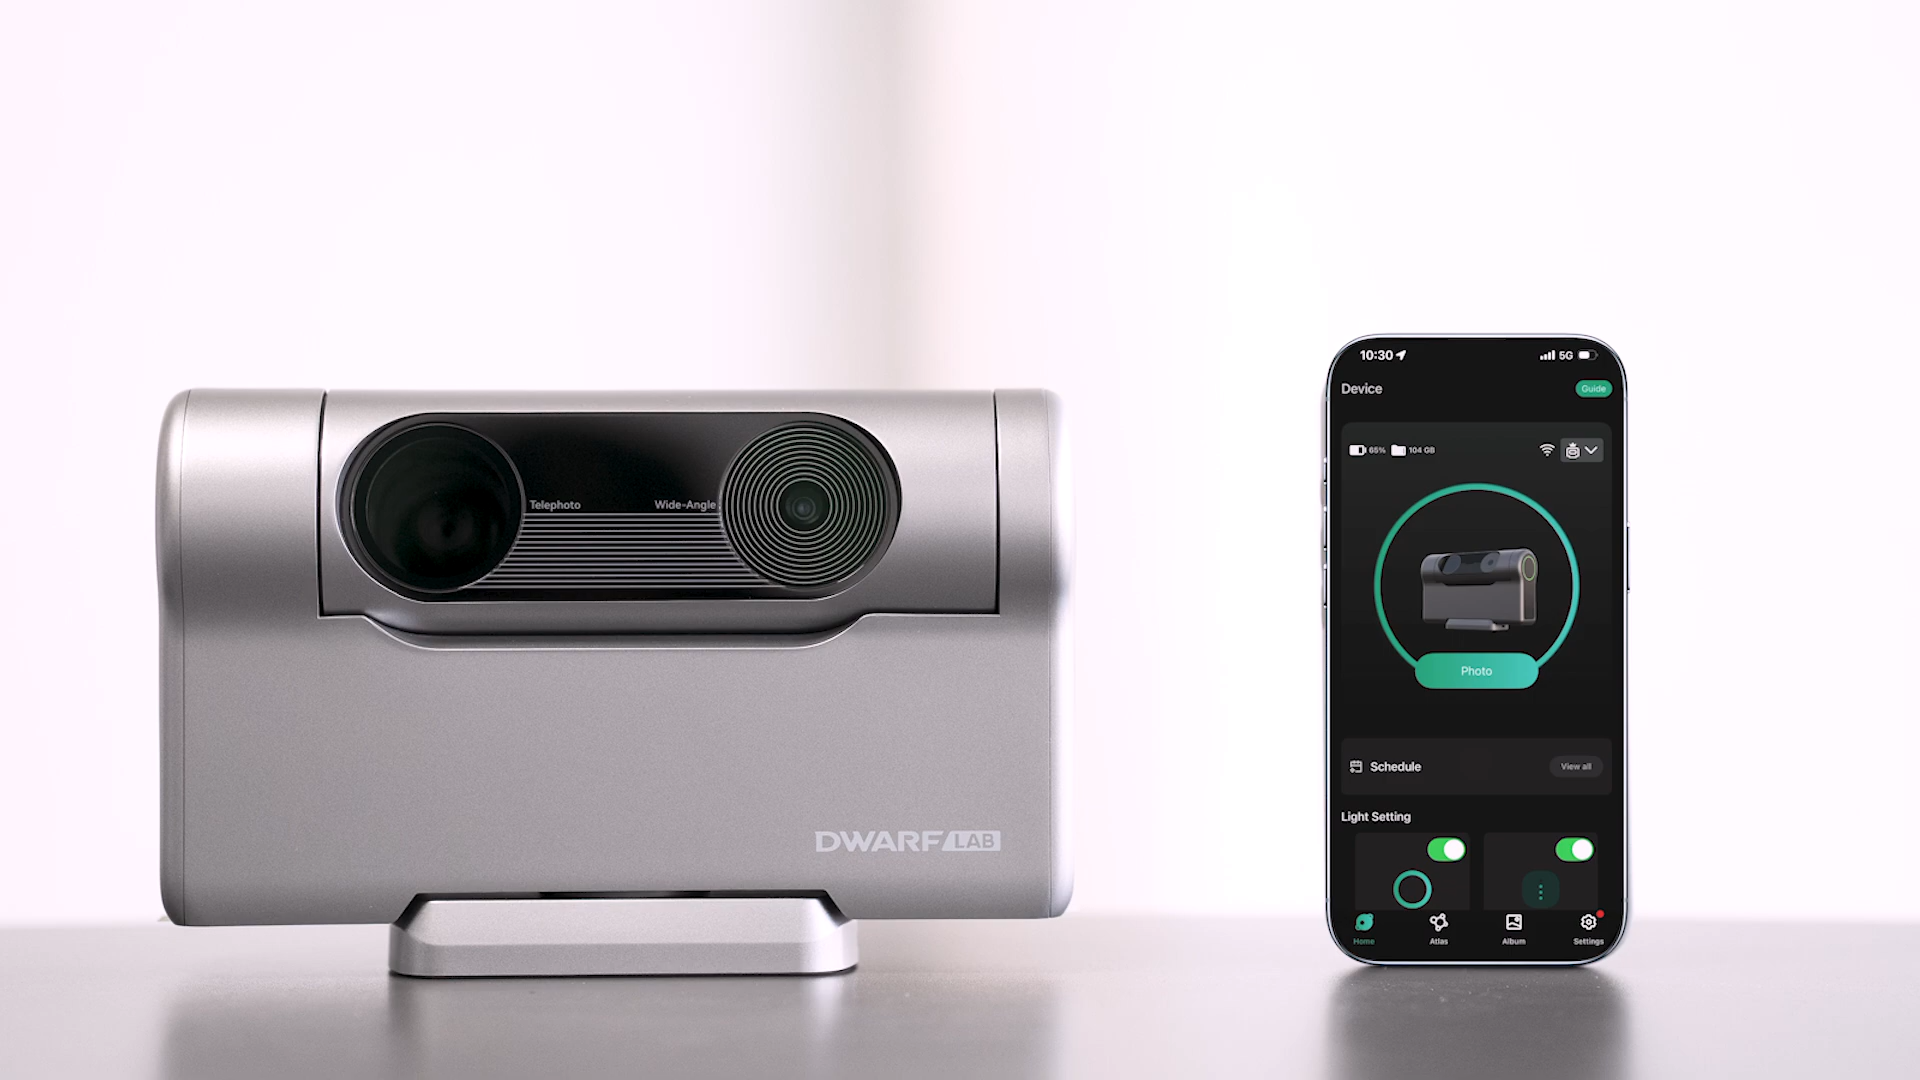 Telephoto
Wide-Angle
DWARF LAB
10:30
5G
Device
Guide
65%
104 GB
Photo
Schedule
View all
Light Setting
Home
Atlas
Album
Settings